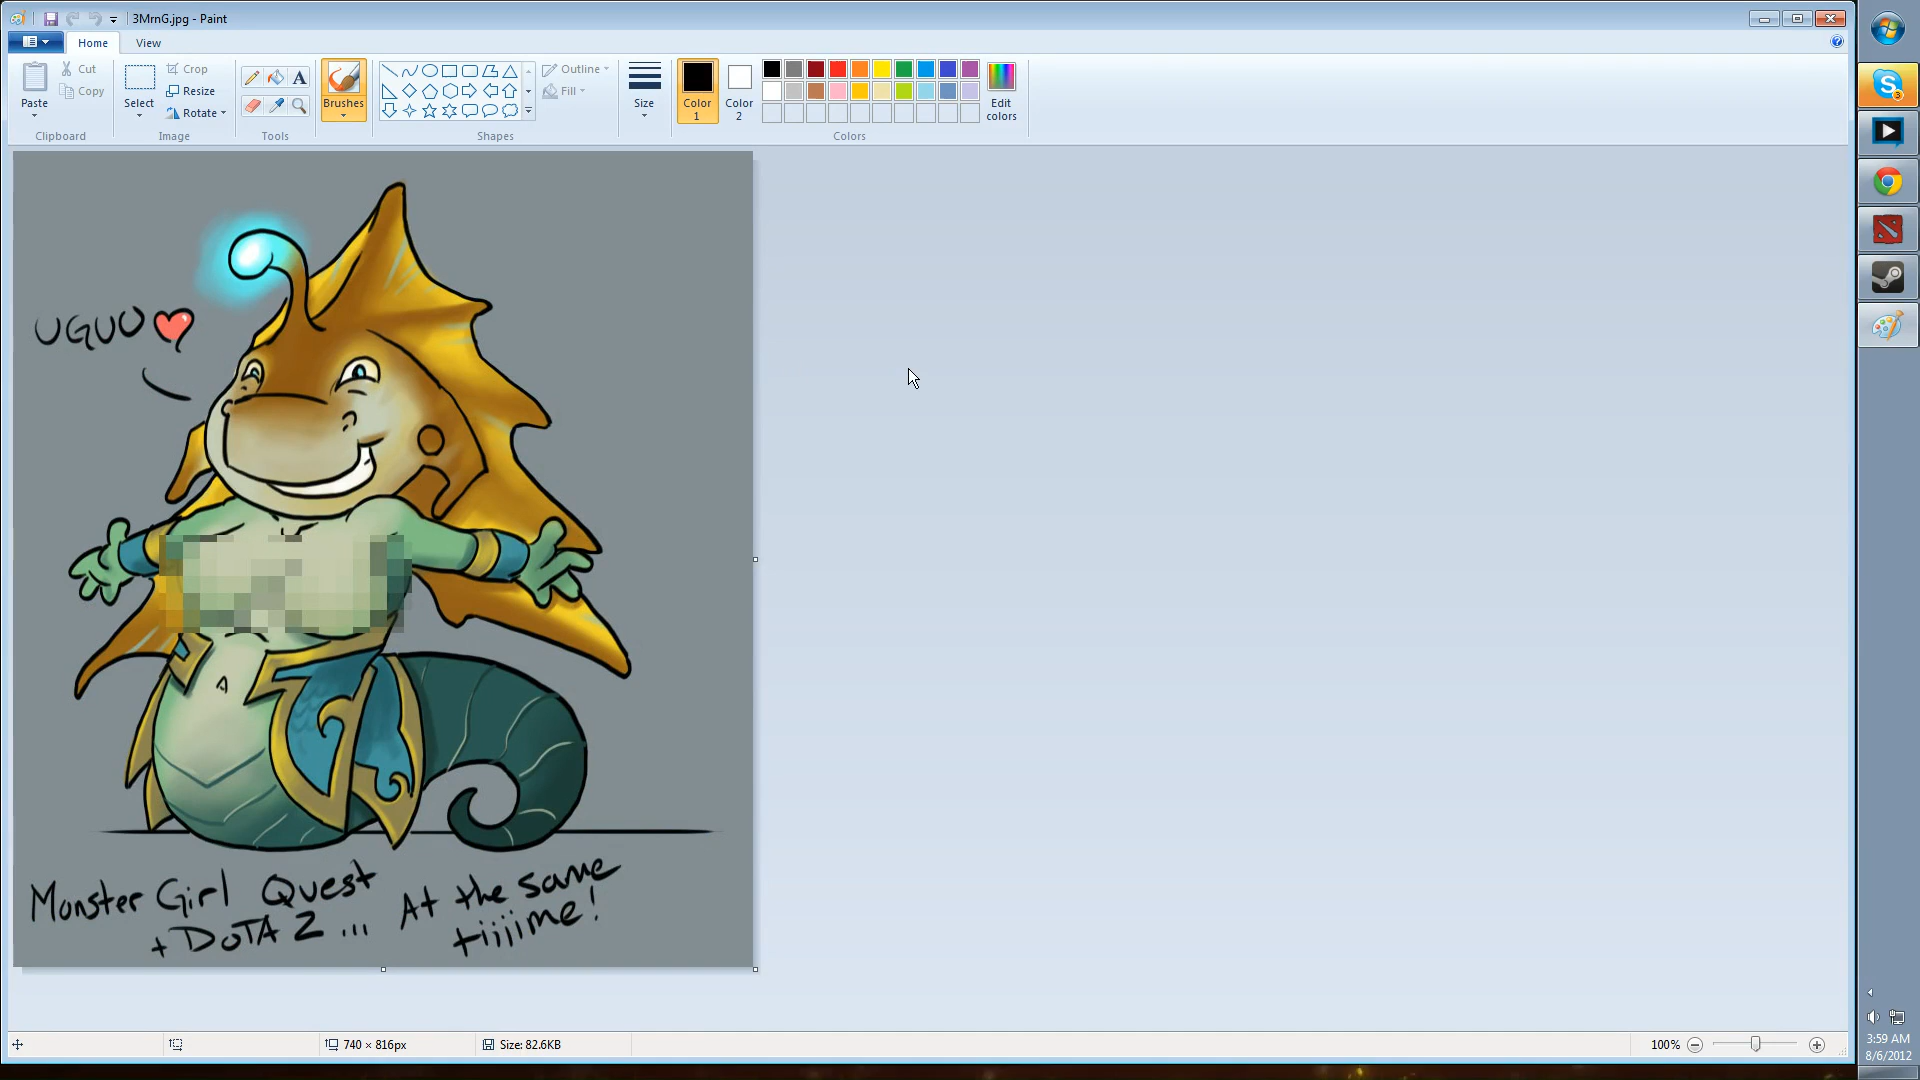 3MrnG.jpg - Paint
Home
View
Paste
Cut
Copy
Clipboard
Select
Crop
Resize
Rotate
Image
A
Tools
Brushes
Outline
Fill
Shapes
Size
Color
1
Color
2
Edit
colors
Colors
UGUU
Monster Girl Quest
+ DoTA 2 ...
At the same
tiiiime!
740 × 816px
Size: 82.6KB
100%
3:59 AM
8/6/2012